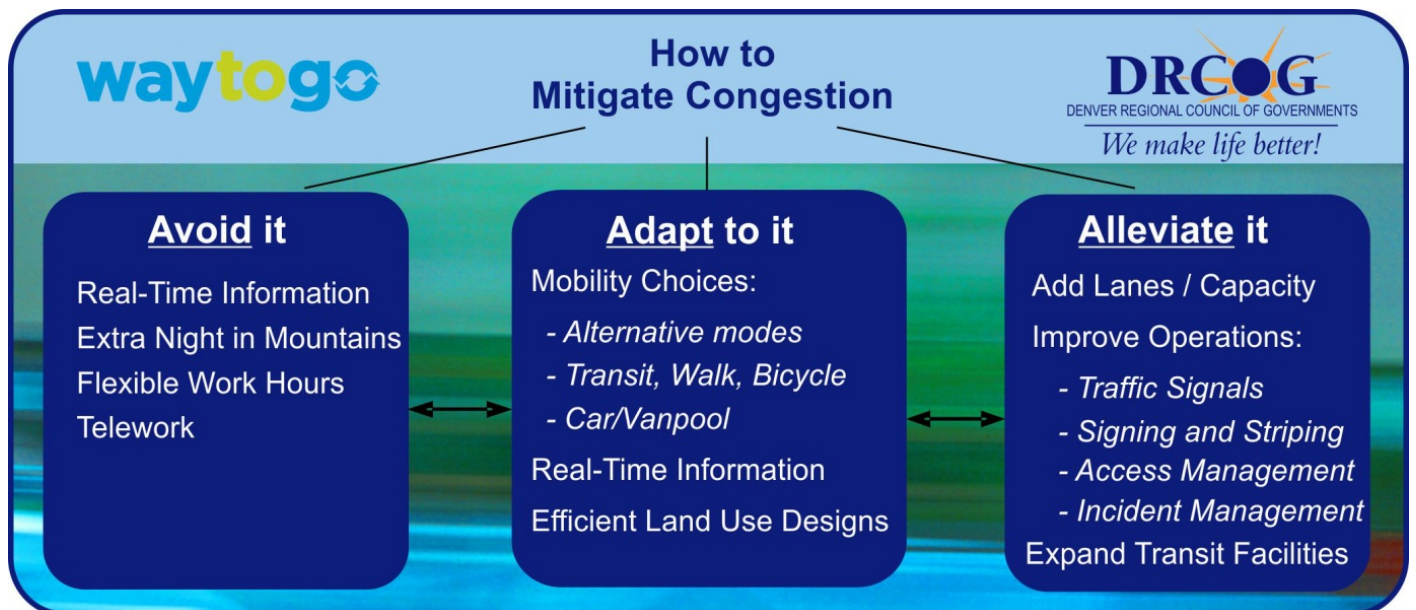 waytogo
How to
Mitigate Congestion
DRCOG
DENVER REGIONAL COUNCIL OF GOVERNMENTS
We make life better!
Avoid it
Real-Time Information
Extra Night in Mountains
Flexible Work Hours
Telework
Adapt to it
Mobility Choices:
- Alternative modes
- Transit, Walk, Bicycle
- Car/Vanpool
Real-Time Information
Efficient Land Use Designs
Alleviate it
Add Lanes / Capacity
Improve Operations:
- Traffic Signals
- Signing and Striping
- Access Management
- Incident Management
Expand Transit Facilities